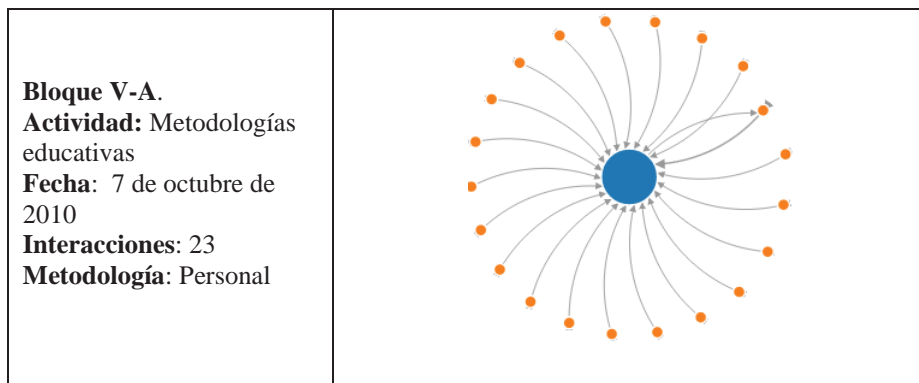 Bloque V-A.
Actividad: Metodologías
educativas
Fecha:  7 de octubre de
2010
Interacciones: 23
Metodología: Personal